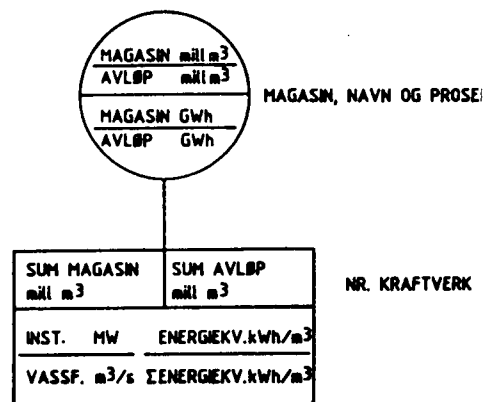 MAGASIN mill m3
AVLØP mill m3
MAGASIN, NAVN OG PROSE
MAGASIN GWh
AVLØP GWh
SUM MAGASIN
mill m3
SUM AVLØP
mill m3
NR. KRAFTVERK
INST. MW ENERGIEKV.kWh/m3
VASSF. m3/s ΣENERGIEKV.kWh/m3